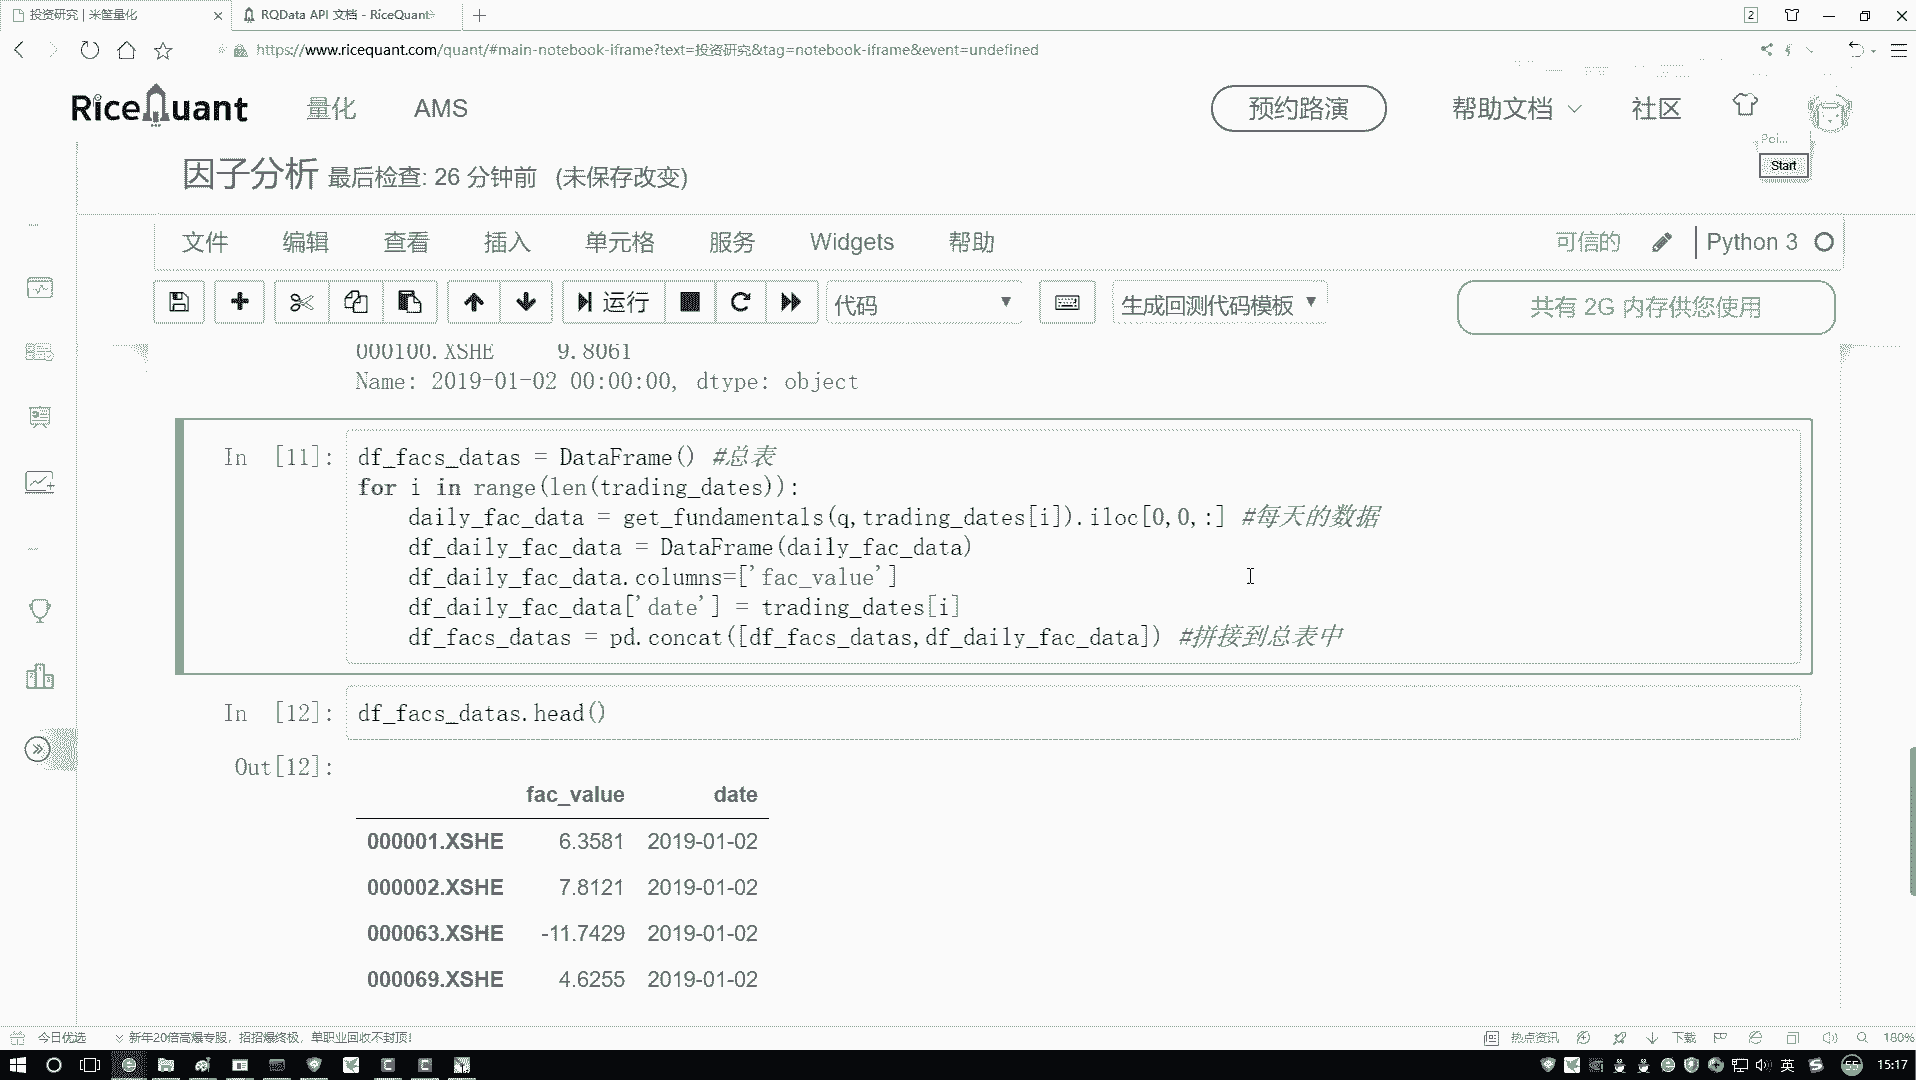 投资研究 | 米筐量化
RQData API 文档 - RiceQuant
2
https://www.ricequant.com/quant/#main-notebook-iframe?text=投资研究&tag=notebook-iframe&event=undefined
RiceQuant 量化 AMS 预约路演 帮助文档 社区
Poi...
Start
因子分析 最后检查: 26 分钟前 (未保存改变)
文件 编辑 查看 插入 单元格 服务 Widgets 帮助 可信的 Python 3
运行 代码 生成回测代码模板 共有 2G 内存供您使用
000100.XSHE 9.8061
Name: 2019-01-02 00:00:00, dtype: object
In [11]: df_facs_datas = DataFrame() #总表
for i in range(len(trading_dates)):
daily_fac_data = get_fundamentals(q,trading_dates[i]).iloc[0,0,:] #每天的数据
df_daily_fac_data = DataFrame(daily_fac_data)
df_daily_fac_data.columns=['fac_value']
df_daily_fac_data['date'] = trading_dates[i]
df_facs_datas = pd.concat([df_facs_datas,df_daily_fac_data]) #拼接到总表中
In [12]: df_facs_datas.head()
Out[12]:
fac_value date
000001.XSHE 6.3581 2019-01-02
000002.XSHE 7.8121 2019-01-02
000063.XSHE -11.7429 2019-01-02
000069.XSHE 4.6255 2019-01-02
今日优选 新年20倍高爆专服，招招爆终极，单职业回收不封顶! 热点资讯 下载 180%
英 55 15:17